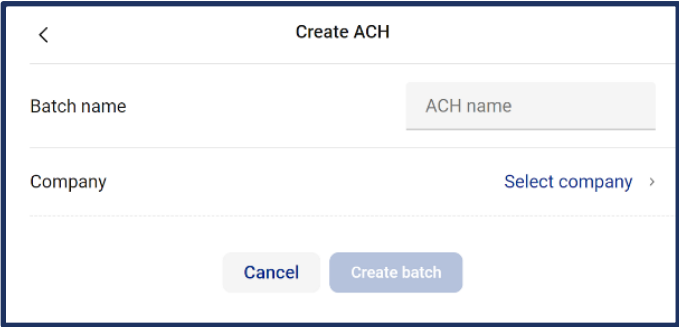 Create ACH
Batch name
ACH name
Company
Select company
Cancel
Create batch